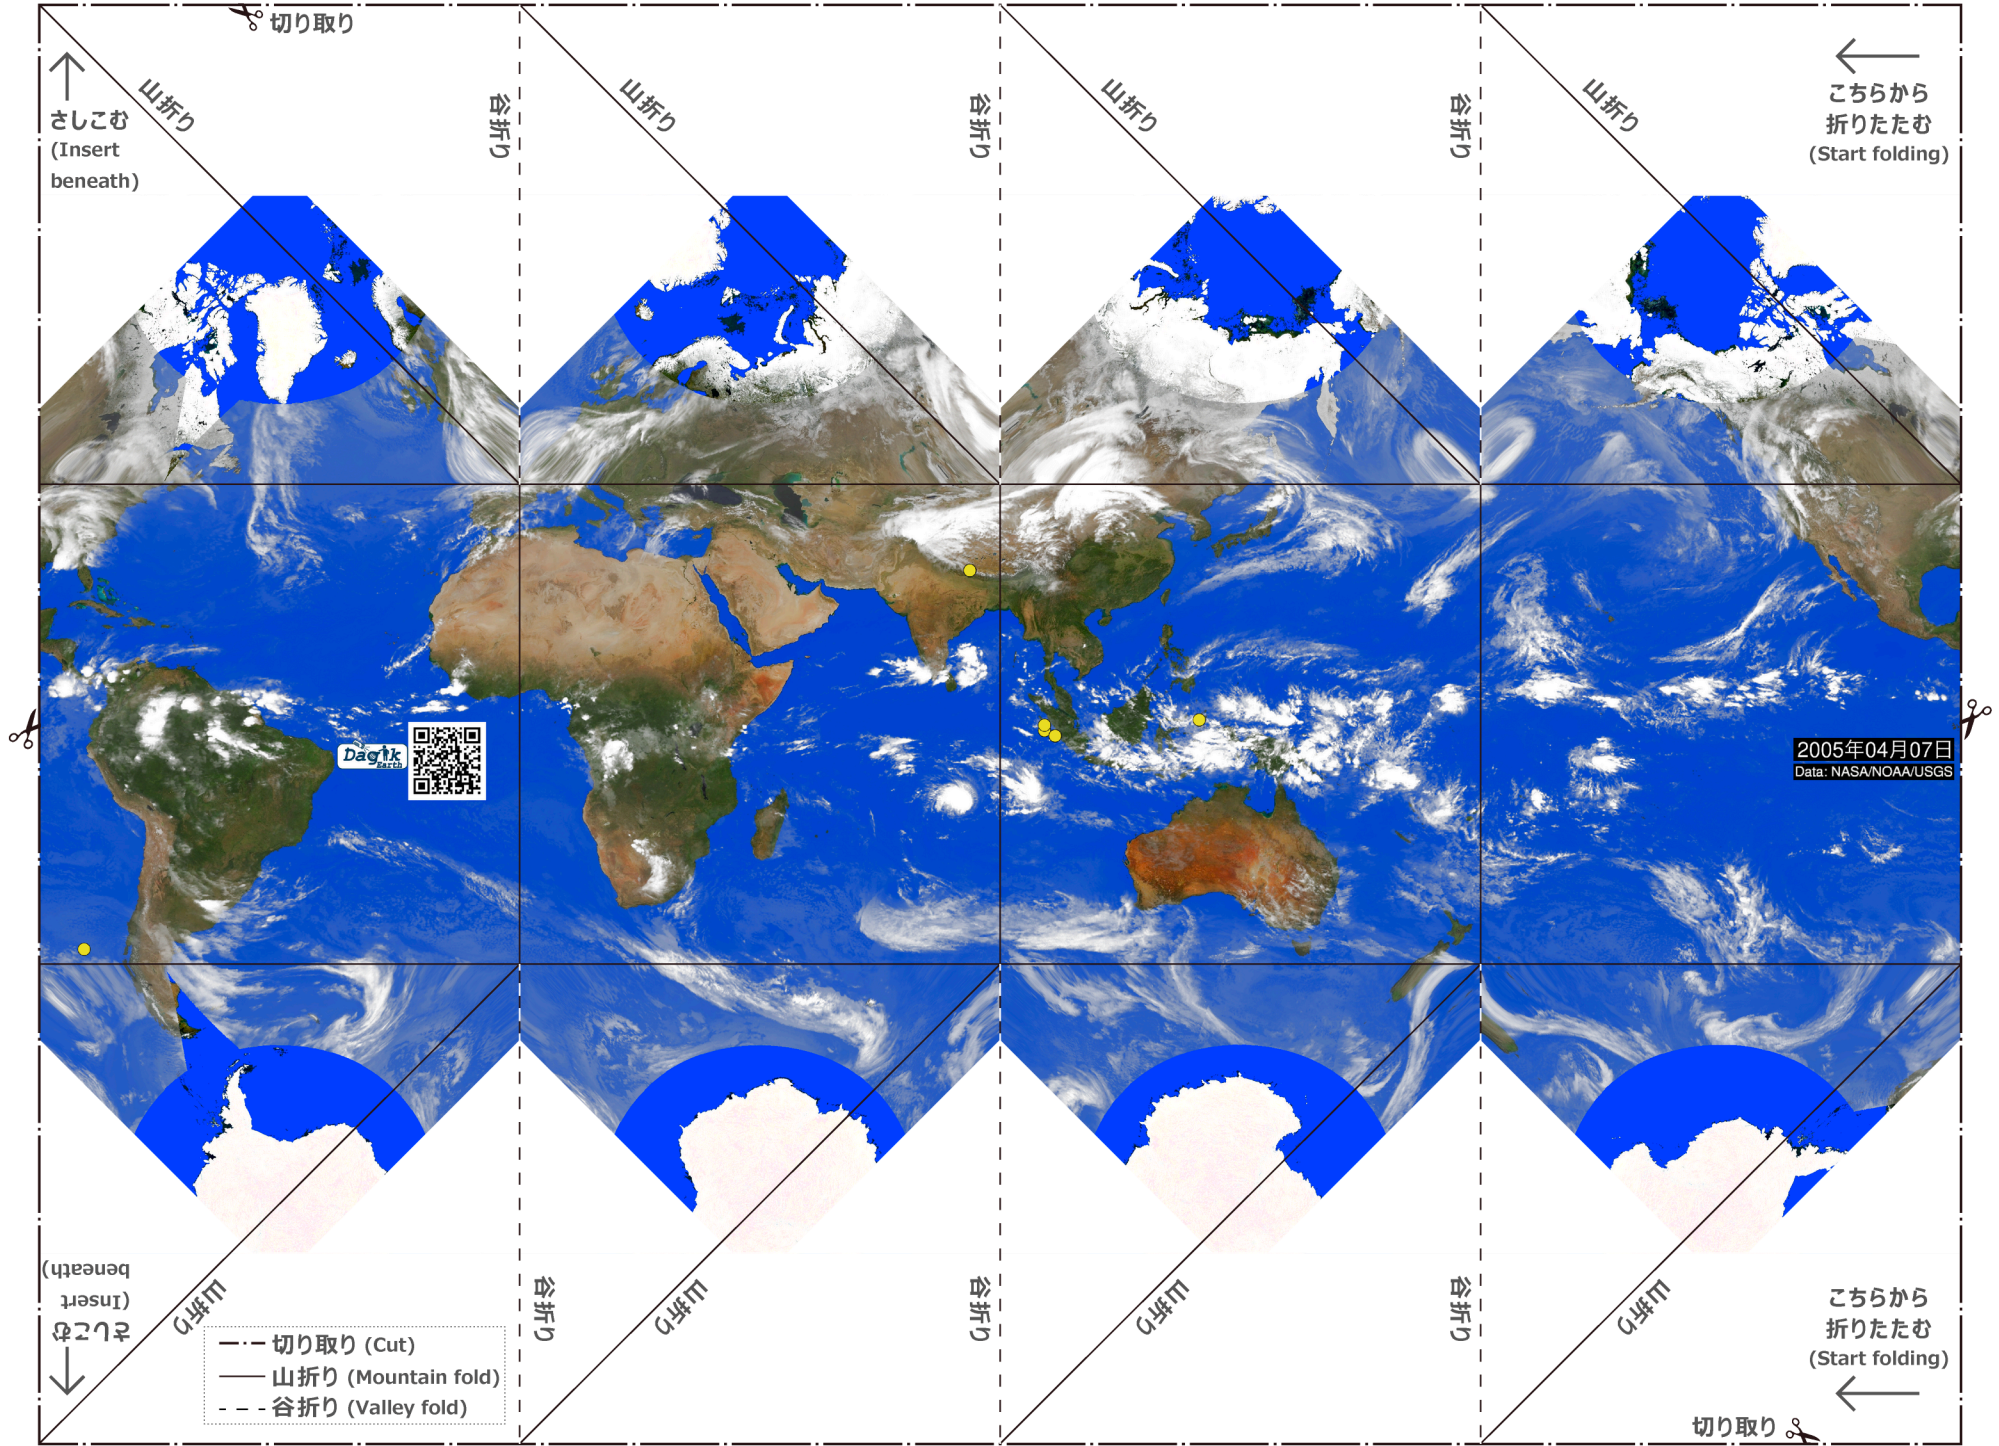 切り取り
さしこむ
(Insert
beneath)
山折り
谷折り
山折り
谷折り
山折り
谷折り
山折り
こちらから
折りたたむ
(Start folding)
Dagik
Earth
2005年04月07日
Data: NASA/NOAA/USGS
さしこむ
(Insert
beneath)
山折り
谷折り
山折り
谷折り
山折り
谷折り
山折り
こちらから
折りたたむ
(Start folding)
切り取り (Cut)
山折り (Mountain fold)
谷折り (Valley fold)
切り取り